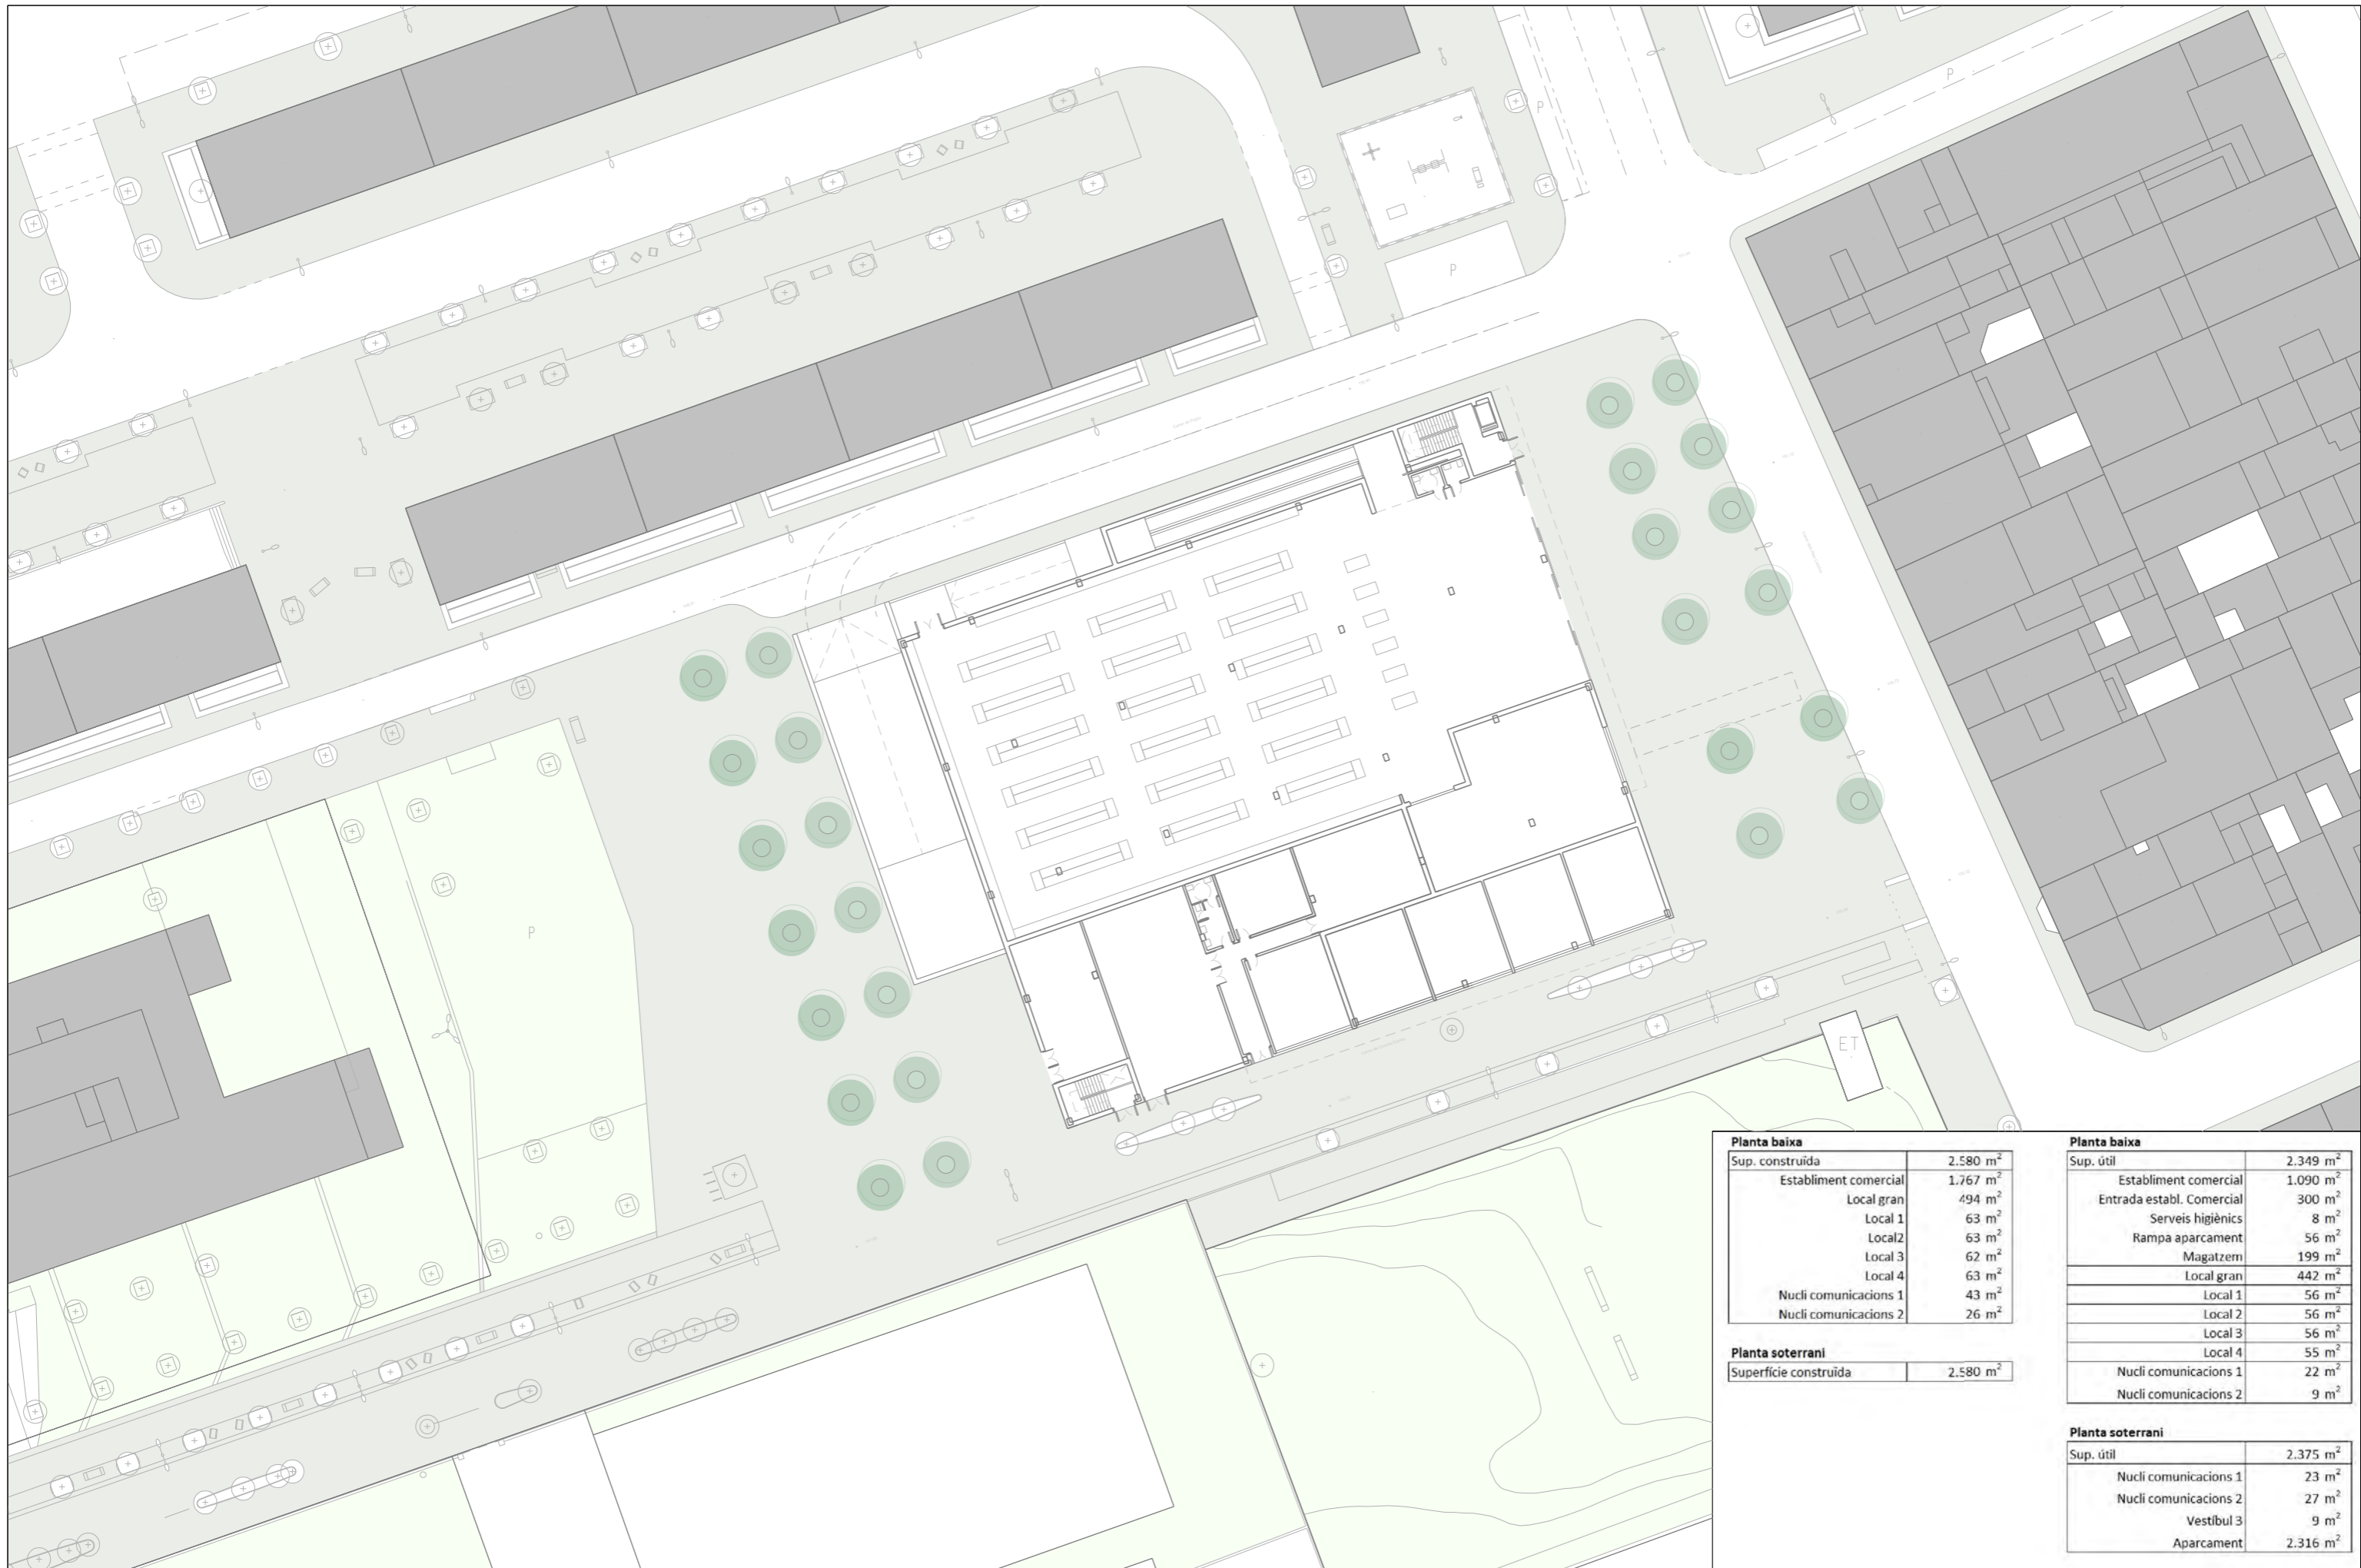 P
P
P
P
ET
Planta baixa
Sup. construïda 2.580 m²
Establiment comercial 1.767 m²
Local gran 494 m²
Local 1 63 m²
Local2 63 m²
Local 3 62 m²
Local 4 63 m²
Nucli comunicacions 1 43 m²
Nucli comunicacions 2 26 m²
Planta soterrani
Superfície construïda 2.580 m²
Planta baixa
Sup. útil 2.349 m²
Establiment comercial 1.090 m²
Entrada establ. Comercial 300 m²
Serveis higiènics 8 m²
Rampa aparcament 56 m²
Magatzem 199 m²
Local gran 442 m²
Local 1 56 m²
Local 2 56 m²
Local 3 56 m²
Local 4 55 m²
Nucli comunicacions 1 22 m²
Nucli comunicacions 2 9 m²
Planta soterrani
Sup. útil 2.375 m²
Nucli comunicacions 1 23 m²
Nucli comunicacions 2 27 m²
Vestíbul 3 9 m²
Aparcament 2.316 m²